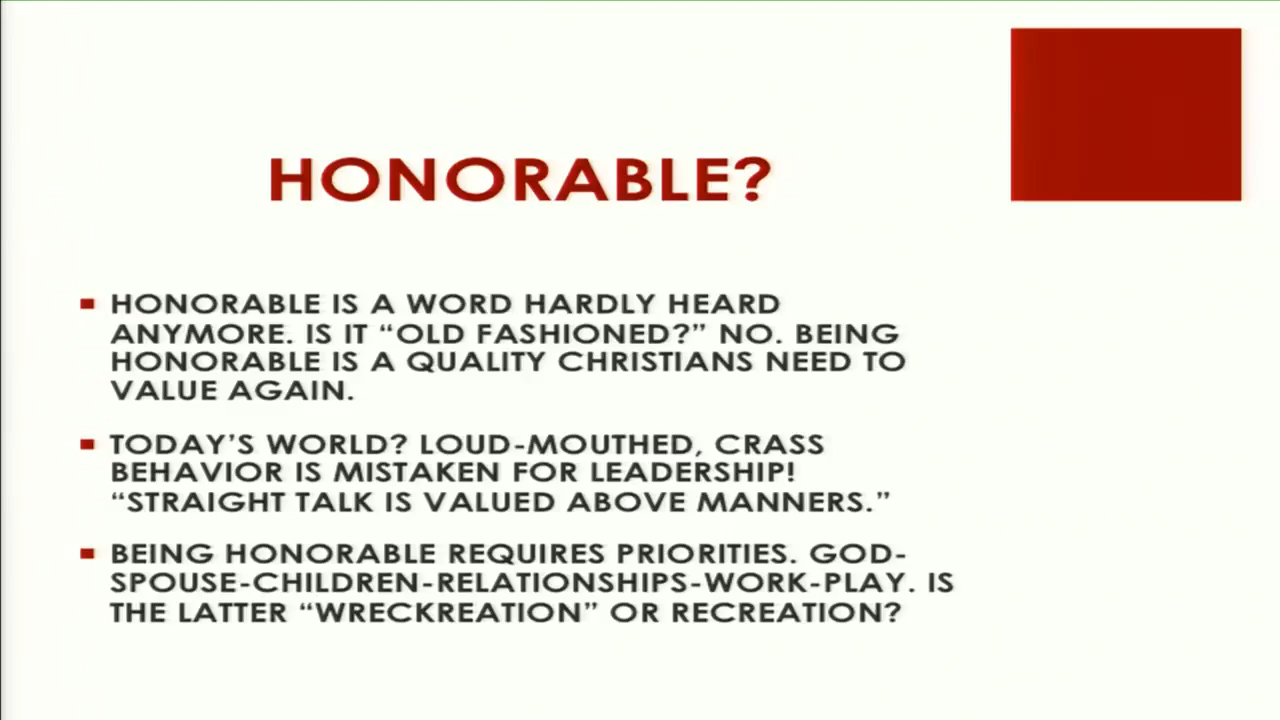 HONORABLE?
HONORABLE IS A WORD HARDLY HEARD
ANYMORE. IS IT “OLD FASHIONED?” NO. BEING
HONORABLE IS A QUALITY CHRISTIANS NEED TO
VALUE AGAIN.
TODAY’S WORLD? LOUD-MOUTHED, CRASS
BEHAVIOR IS MISTAKEN FOR LEADERSHIP!
“STRAIGHT TALK IS VALUED ABOVE MANNERS.”
BEING HONORABLE REQUIRES PRIORITIES. GOD-
SPOUSE-CHILDREN-RELATIONSHIPS-WORK-PLAY. IS
THE LATTER “WRECKREATION” OR RECREATION?